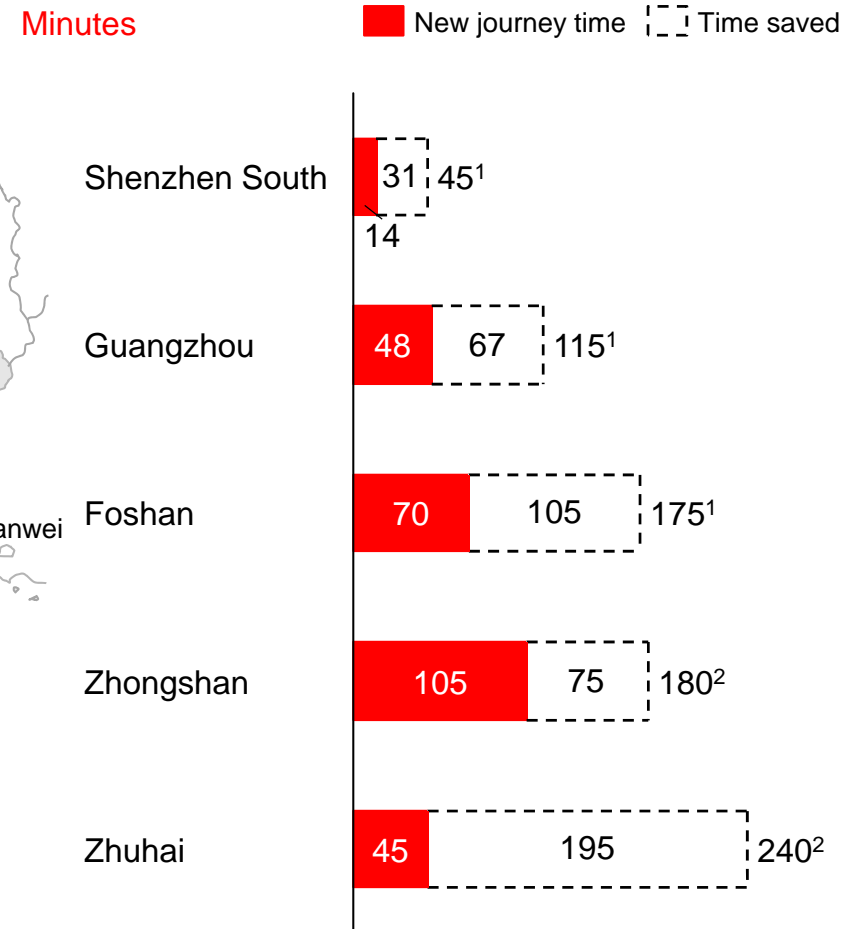 Minutes
New journey time
Time saved
Shenzhen South 31 45¹
14
Guangzhou 48 67 115¹
anwei
Foshan 70 105 175¹
Zhongshan 105 75 180²
Zhuhai 45 195 240²